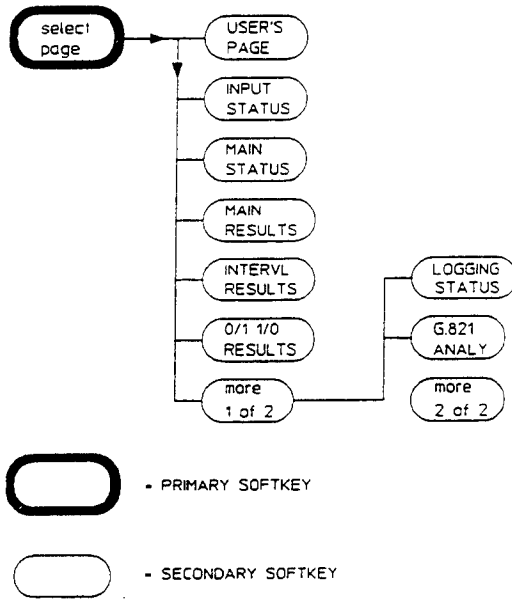 select
page
USER'S
PAGE
INPUT
STATUS
MAIN
STATUS
MAIN
RESULTS
INTERVL
RESULTS
0/1 1/0
RESULTS
more
1 of 2
LOGGING
STATUS
G.821
ANALY
more
2 of 2
- PRIMARY SOFTKEY
- SECONDARY SOFTKEY